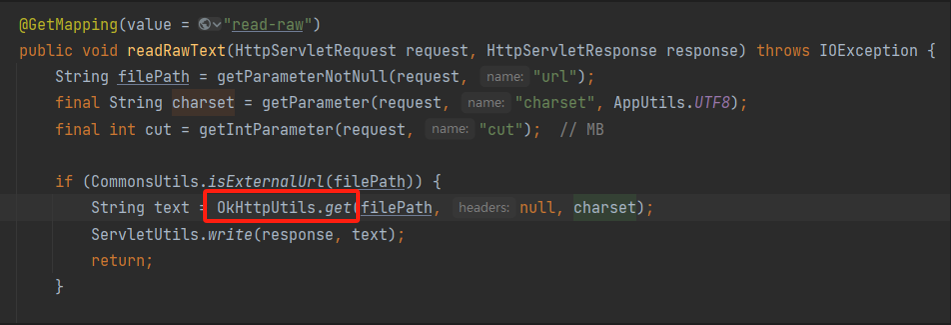 @GetMapping(value = "read-raw")
public void readRawText(HttpServletRequest request, HttpServletResponse response) throws IOException {
String filePath = getParameterNotNull(request, name: "url");
final String charset = getParameter(request, name: "charset", AppUtils.UTF8);
final int cut = getIntParameter(request, name: "cut"); // MB
if (CommonsUtils.isExternalUrl(filePath)) {
String text = OkHttpUtils.get(filePath, headers: null, charset);
ServletUtils.write(response, text);
return;
}